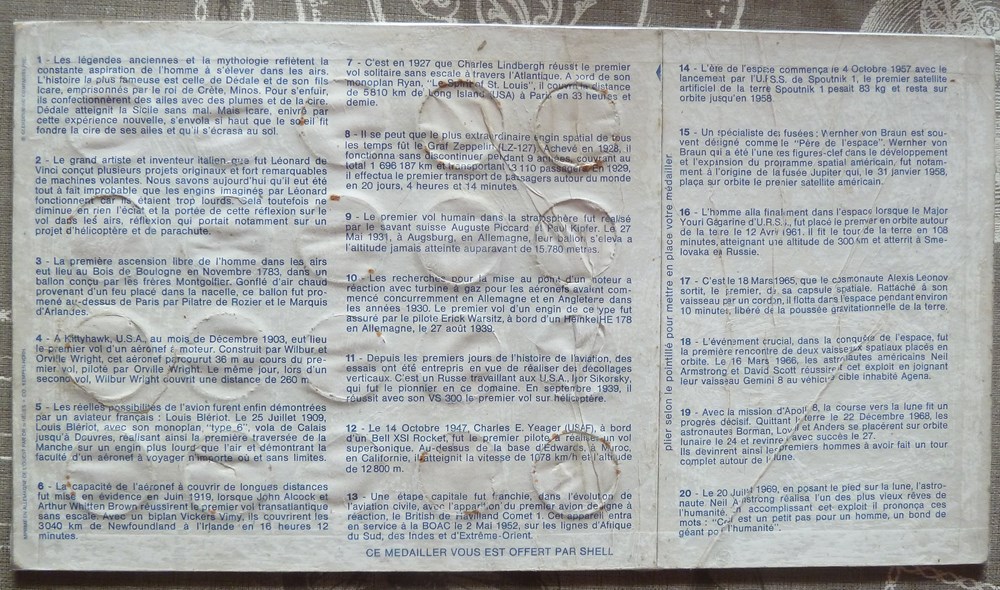 1 - Les légendes anciennes et la mythologie reflètent la
constante aspiration de l'homme à s'élever dans les airs.
L'histoire la plus fameuse est celle de Dédale et de son fils
Icare, emprisonnés par le roi de Crête, Minos. Pour s'enfuir,
ils confectionnèrent des ailes avec des plumes et de la cire.
Dédale atteignit la Sicile sans mal. Mais Icare, enivré par
cette expérience nouvelle, s'envola si haut que le soleil fit
fondre la cire de ses ailes et qu'il s'écrasa au sol.
2 - Le grand artiste et inventeur italien que fut Léonard de
Vinci conçut plusieurs projets originaux et fort remarquables
de machines volantes. Nous savons aujourd'hui qu'il eut été
tout à fait improbable que les engins imaginés par Léonard
fonctionnent car ils étaient trop lourds. Cela toutefois ne
diminue en rien l'éclat et la portée de cette réflexion sur le
vol dans les airs, réflexion qui portait notamment sur un
projet d'hélicoptère et de parachute.
3 - La première ascension libre de l'homme dans les airs
eut lieu au Bois de Boulogne en Novembre 1783, dans un
ballon conçu par les frères Montgolfier. Gonflé d'air chaud
provenant d'un feu placé dans la nacelle, ce ballon fut pro-
mené au-dessus de Paris par Pilatre de Rozier et le Marquis
d'Arlandes.
4 - A Kittyhawk, U.S.A., au mois de Décembre 1903, eut lieu
le premier vol d'un aéronef à moteur. Construit par Wilbur et
Orville Wright, cet aéronef parcourut 36 m au cours du pre-
mier vol, piloté par Orville Wright. Le même jour, lors d'un
second vol, Wilbur Wright couvrit une distance de 260 m.
5 - Les réelles possibilités de l'avion furent enfin démontrées
par un aviateur français : Louis Blériot. Le 25 Juillet 1909,
Louis Blériot, avec son monoplan "type 6", vola de Calais
jusqu'à Douvres, réalisant ainsi la première traversée de la
Manche sur un engin plus lourd que l'air et démontrant la
faculté d'un aéronef à voyager n'importe où et sans limites.
6 - La capacité de l'aéronef à couvrir de longues distances
fut mise en évidence en Juin 1919, lorsque John Alcock et
Arthur Whitten Brown réussirent le premier vol transatlantique
sans escale. Avec un biplan Vickers Vimy, ils couvrirent les
3040 km de Newfoundland à Irlande en 16 heures 12
minutes.
7 - C'est en 1927 que Charles Lindbergh réussit le premier
vol solitaire sans escale à travers l'Atlantique. A bord de son
monoplan Ryan, "Le Spirit of St. Louis", il couvrit la distance
de 5810 km de Long Island (USA) à Paris en 33 heures et
demie.
8 - Il se peut que le plus extraordinaire engin spatial de tous
les temps fût le Graf Zeppelin (LZ-127). Achevé en 1928, il
fonctionna sans discontinuer pendant 9 années, couvrant au
total 1 696 187 km et transportant 13 110 passagers. En 1929,
il effectua le premier transport de passagers autour du monde
en 20 jours, 4 heures et 14 minutes.
9 - Le premier vol humain dans la stratosphère fut réalisé
par le savant suisse Auguste Piccard et Paul Kipfer. Le 27
Mai 1931, à Augsburg, en Allemagne, leur ballon s'éleva a
l'altitude jamais atteinte auparavant de 15.780 mètres.
10 - Les recherches pour la mise au point d'un moteur a
réaction avec turbine à gaz pour les aéronefs avaient com-
mencé concurremment en Allemagne et en Angleterre dans
les années 1930. Le premier vol d'un engin de ce type fut
assuré par le pilote Erick Warsitz, à bord d'un Heinkel HE 178
en Allemagne, le 27 août 1939.
11 - Depuis les premiers jours de l'histoire de l'aviation, des
essais ont été entrepris en vue de réaliser des décollages
verticaux. C'est un Russe travaillant aux U.S.A., Igor Sikorsky,
qui fut le pionnier en ce domaine. En septembre 1939, il
réussit avec son VS 300 le premier vol sur hélicoptère.
12 - Le 14 Octobre 1947, Charles E. Yeager (USAF), à bord
d'un Bell XSI Rocket, fut le premier pilote à réaliser un vol
supersonique. Au-dessus de la base d'Edwards, à Muroc,
en Californie, il atteignit la vitesse de 1078 km/h et l'altitude
de 12800 m.
13 - Une étape capitale fut franchie, dans l'évolution de
l'aviation civile, avec l'apparition du premier avion de ligne à
réaction, le British de Havilland Comet 1. Cet appareil entra
en service à la BOAC le 2 Mai 1952, sur les lignes d'Afrique
du Sud, des Indes et d'Extrême-Orient.
CE MEDAILLER VOUS EST OFFERT PAR SHELL
plier selon le pointillé pour mettre en place votre médailler
14 - L'ère de l'espace commença le 4 Octobre 1957 avec le
lancement par l'U.R.S.S. de Spoutnik 1, le premier satellite
artificiel de la terre Spoutnik 1 pesait 83 kg et resta sur
orbite jusqu'en 1958.
15 - Un spécialiste des fusées : Wernher von Braun est sou-
vent désigné comme le "Père de l'espace". Wernher von
Braun qui a été l'une des figures-clef dans le développement
et l'expansion du programme spatial américain, fut notam-
ment à l'origine de la fusée Jupiter qui, le 31 janvier 1958,
plaça sur orbite le premier satellite américain.
16 - L'homme alla finalement dans l'espace lorsque le Major
Youri Gagarine d'U.R.S.S., fut placé le premier en orbite autour
de la terre le 12 Avril 1961. Il fit le tour de la terre en 108
minutes, atteignant une altitude de 300 km et atterrit à Sme-
lovaka en Russie.
17 - C'est le 18 Mars 1965, que le cosmonaute Alexis Leonov
sortit, le premier, de sa capsule spatiale. Rattaché à son
vaisseau par un cordon, il flotta dans l'espace pendant environ
10 minutes, libéré de la poussée gravitationnelle de la terre.
18 - L'événement crucial, dans la conquête de l'espace, fut
la première rencontre de deux vaisseaux spatiaux placés en
orbite. Le 16 Mars 1966, les astronautes américains Neil
Armstrong et David Scott réussirent cet exploit en joignant
leur vaisseau Gemini 8 au véhicule cible inhabité Agena.
19 - Avec la mission d'Apollo 8, la course vers la lune fit un
progrès décisif. Quittant la terre le 22 Décembre 1968, les
astronautes Borman, Lovell et Anders se placèrent sur orbite
lunaire le 24 et revinrent avec succès le 27.
Ils devinrent ainsi les premiers hommes à avoir fait un tour
complet autour de la lune.
20 - Le 20 Juillet 1969, en posant le pied sur la lune, l'astro-
naute Neil Armstrong réalisa l'un des plus vieux rêves de
l'humanité. En accomplissant cet exploit il prononça ces
mots : "C'est un petit pas pour un homme, un bond de
géant pour l'humanité".